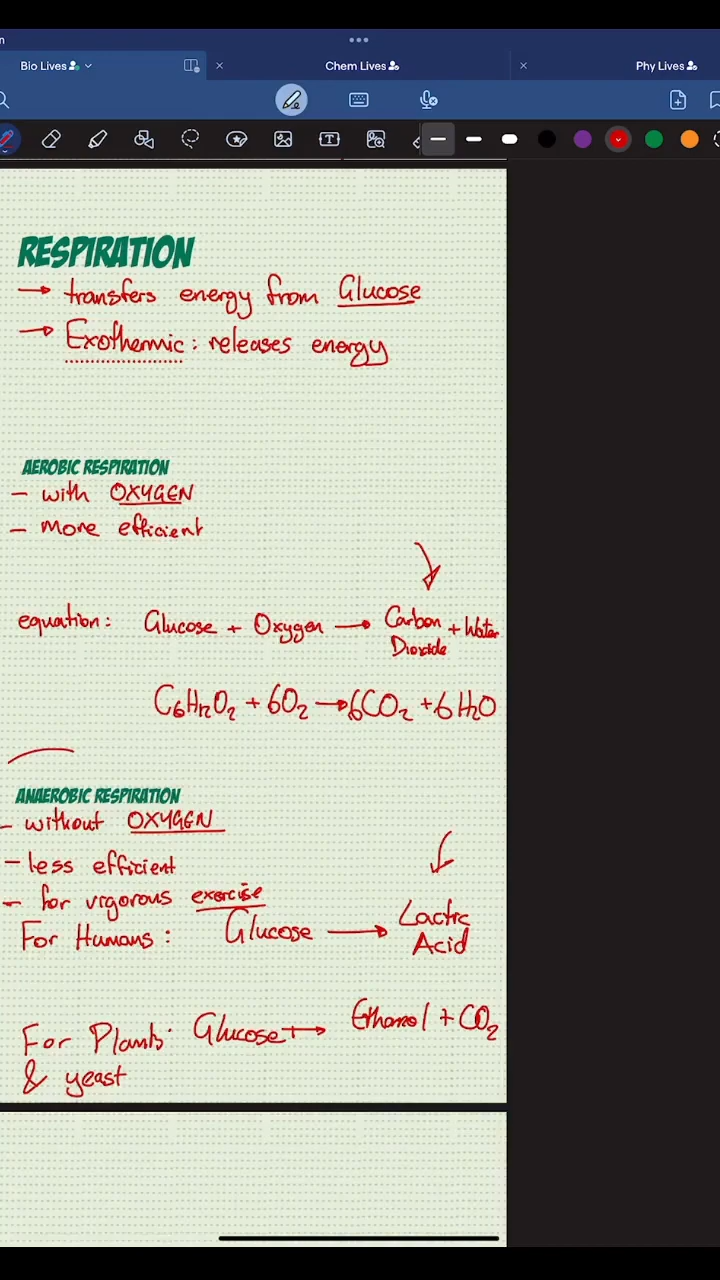 n
Bio Lives
Chem Lives
Phy Lives
RESPIRATION
→ transfers energy from Glucose
→ Exothermic: releases energy
AEROBIC RESPIRATION
- with OXYGEN
- more efficient
equation: Glucose + Oxygen → Carbon Dioxide + Water
C₆H₁₂O₂ + 6O₂ → 6CO₂ + 6H₂O
ANAEROBIC RESPIRATION
- without OXYGEN
- less efficient
- for vigorous exercise
For Humans: Glucose → Lactic Acid
For Plants: Glucose → Ethanol + CO₂
& yeast